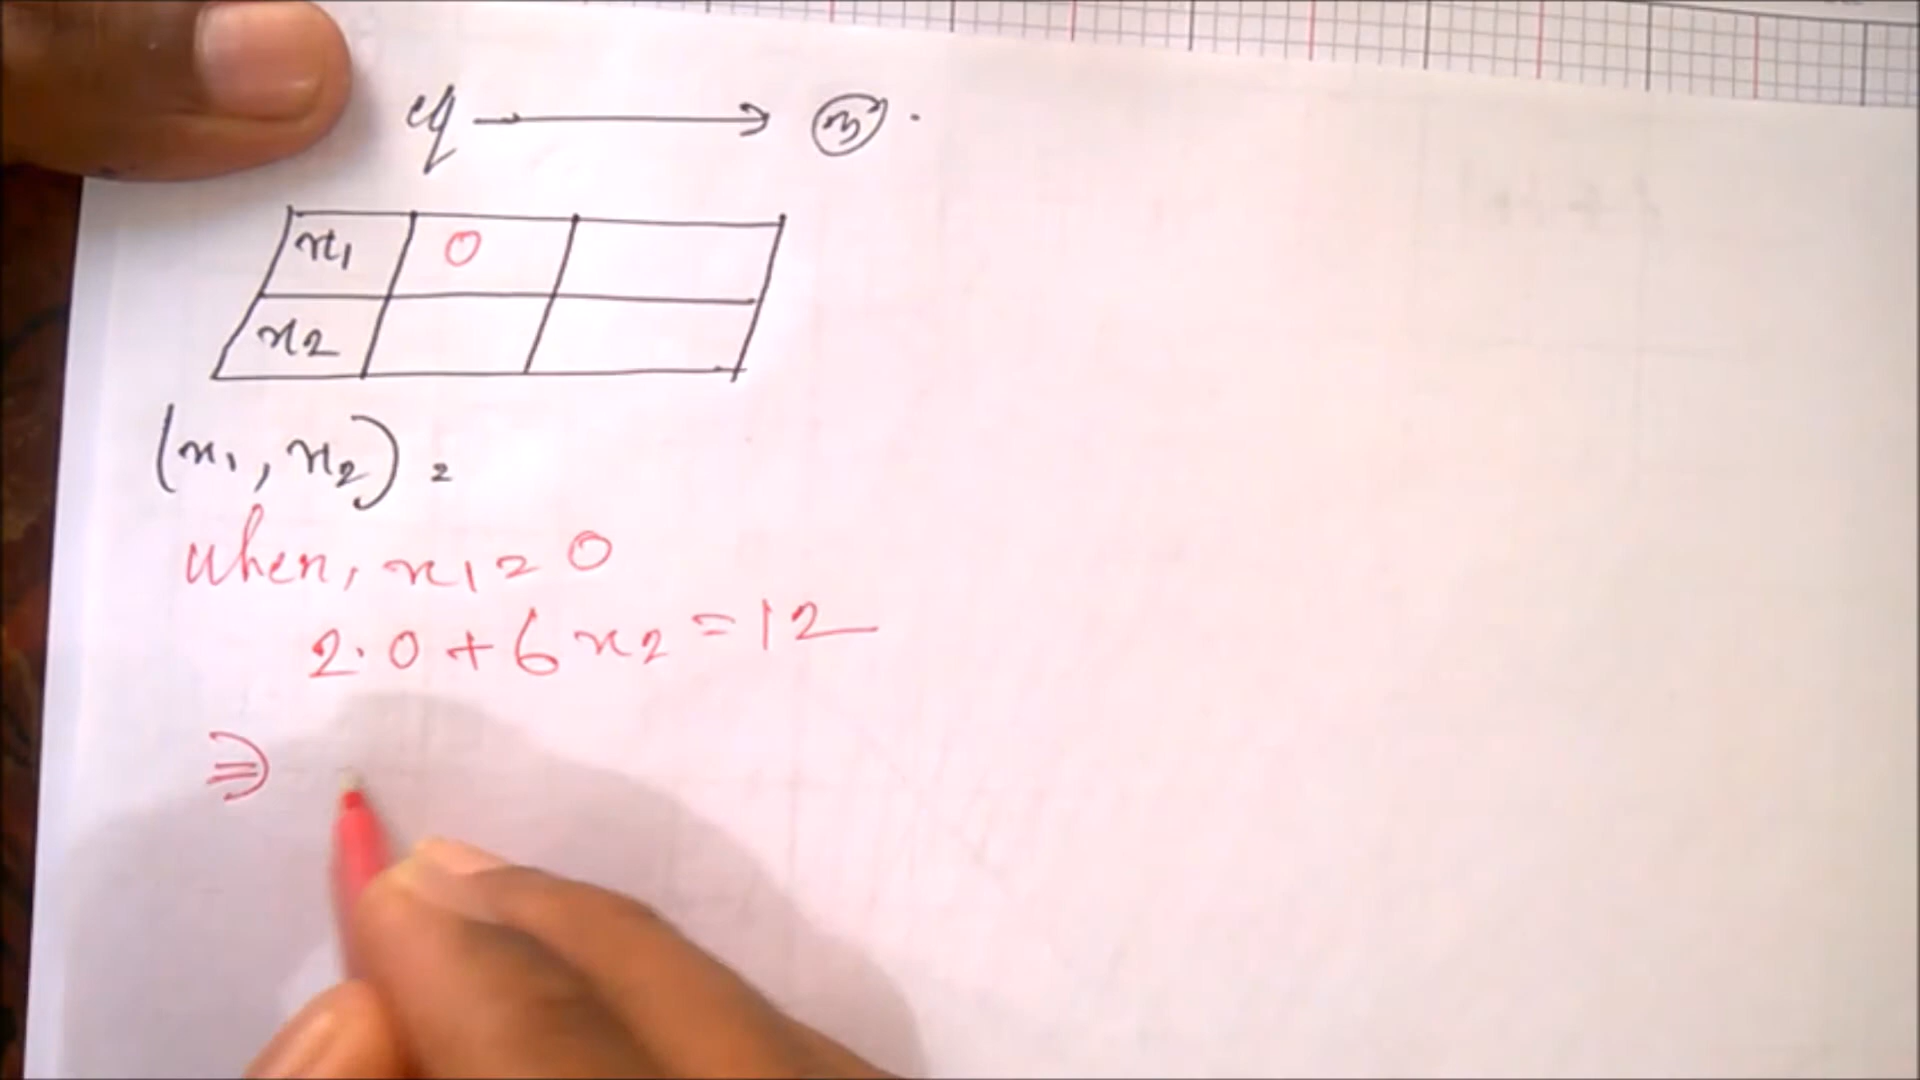 eq → (3).
x1 0
x2
(x1, x2) =
when, x1 = 0
2.0 + 6x2 = 12
⇒